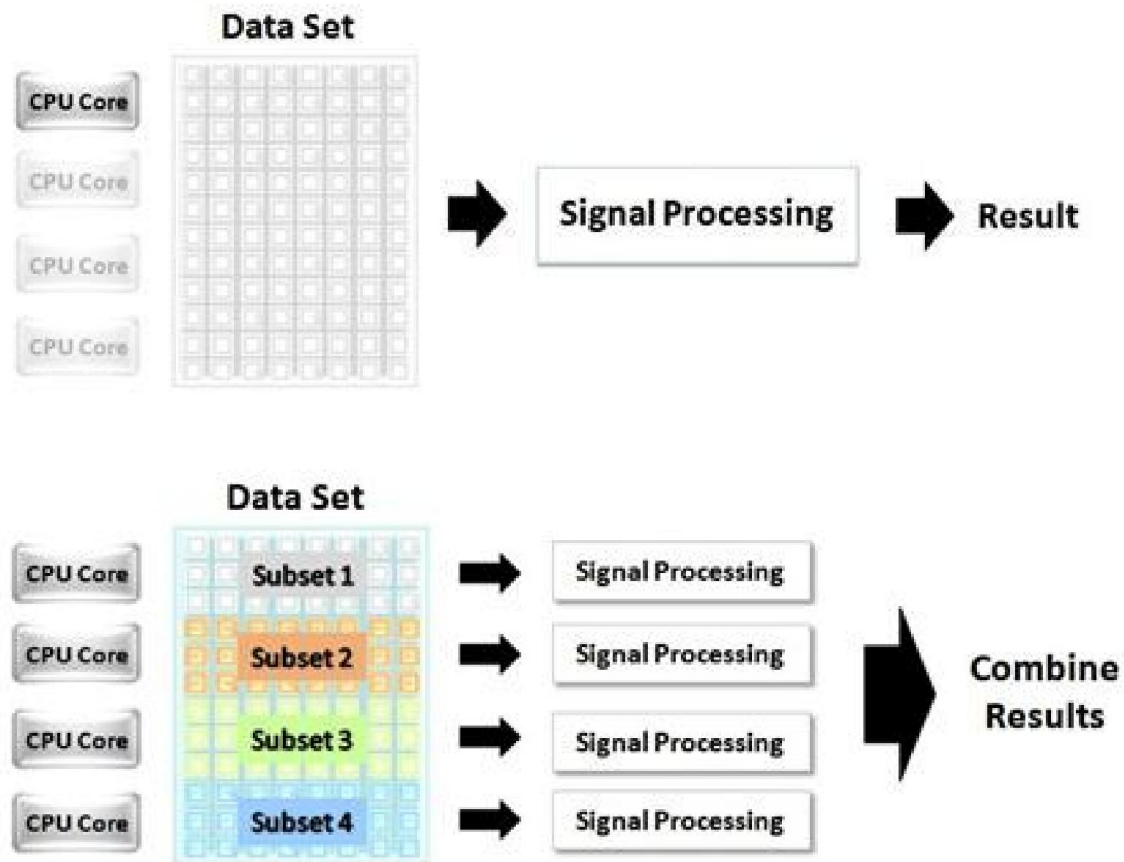 Data Set
CPU Core
CPU Core
CPU Core
CPU Core
Signal Processing
Result
Data Set
CPU Core
Subset 1
Signal Processing
CPU Core
Subset 2
Signal Processing
CPU Core
Subset 3
Signal Processing
CPU Core
Subset 4
Signal Processing
Combine
Results